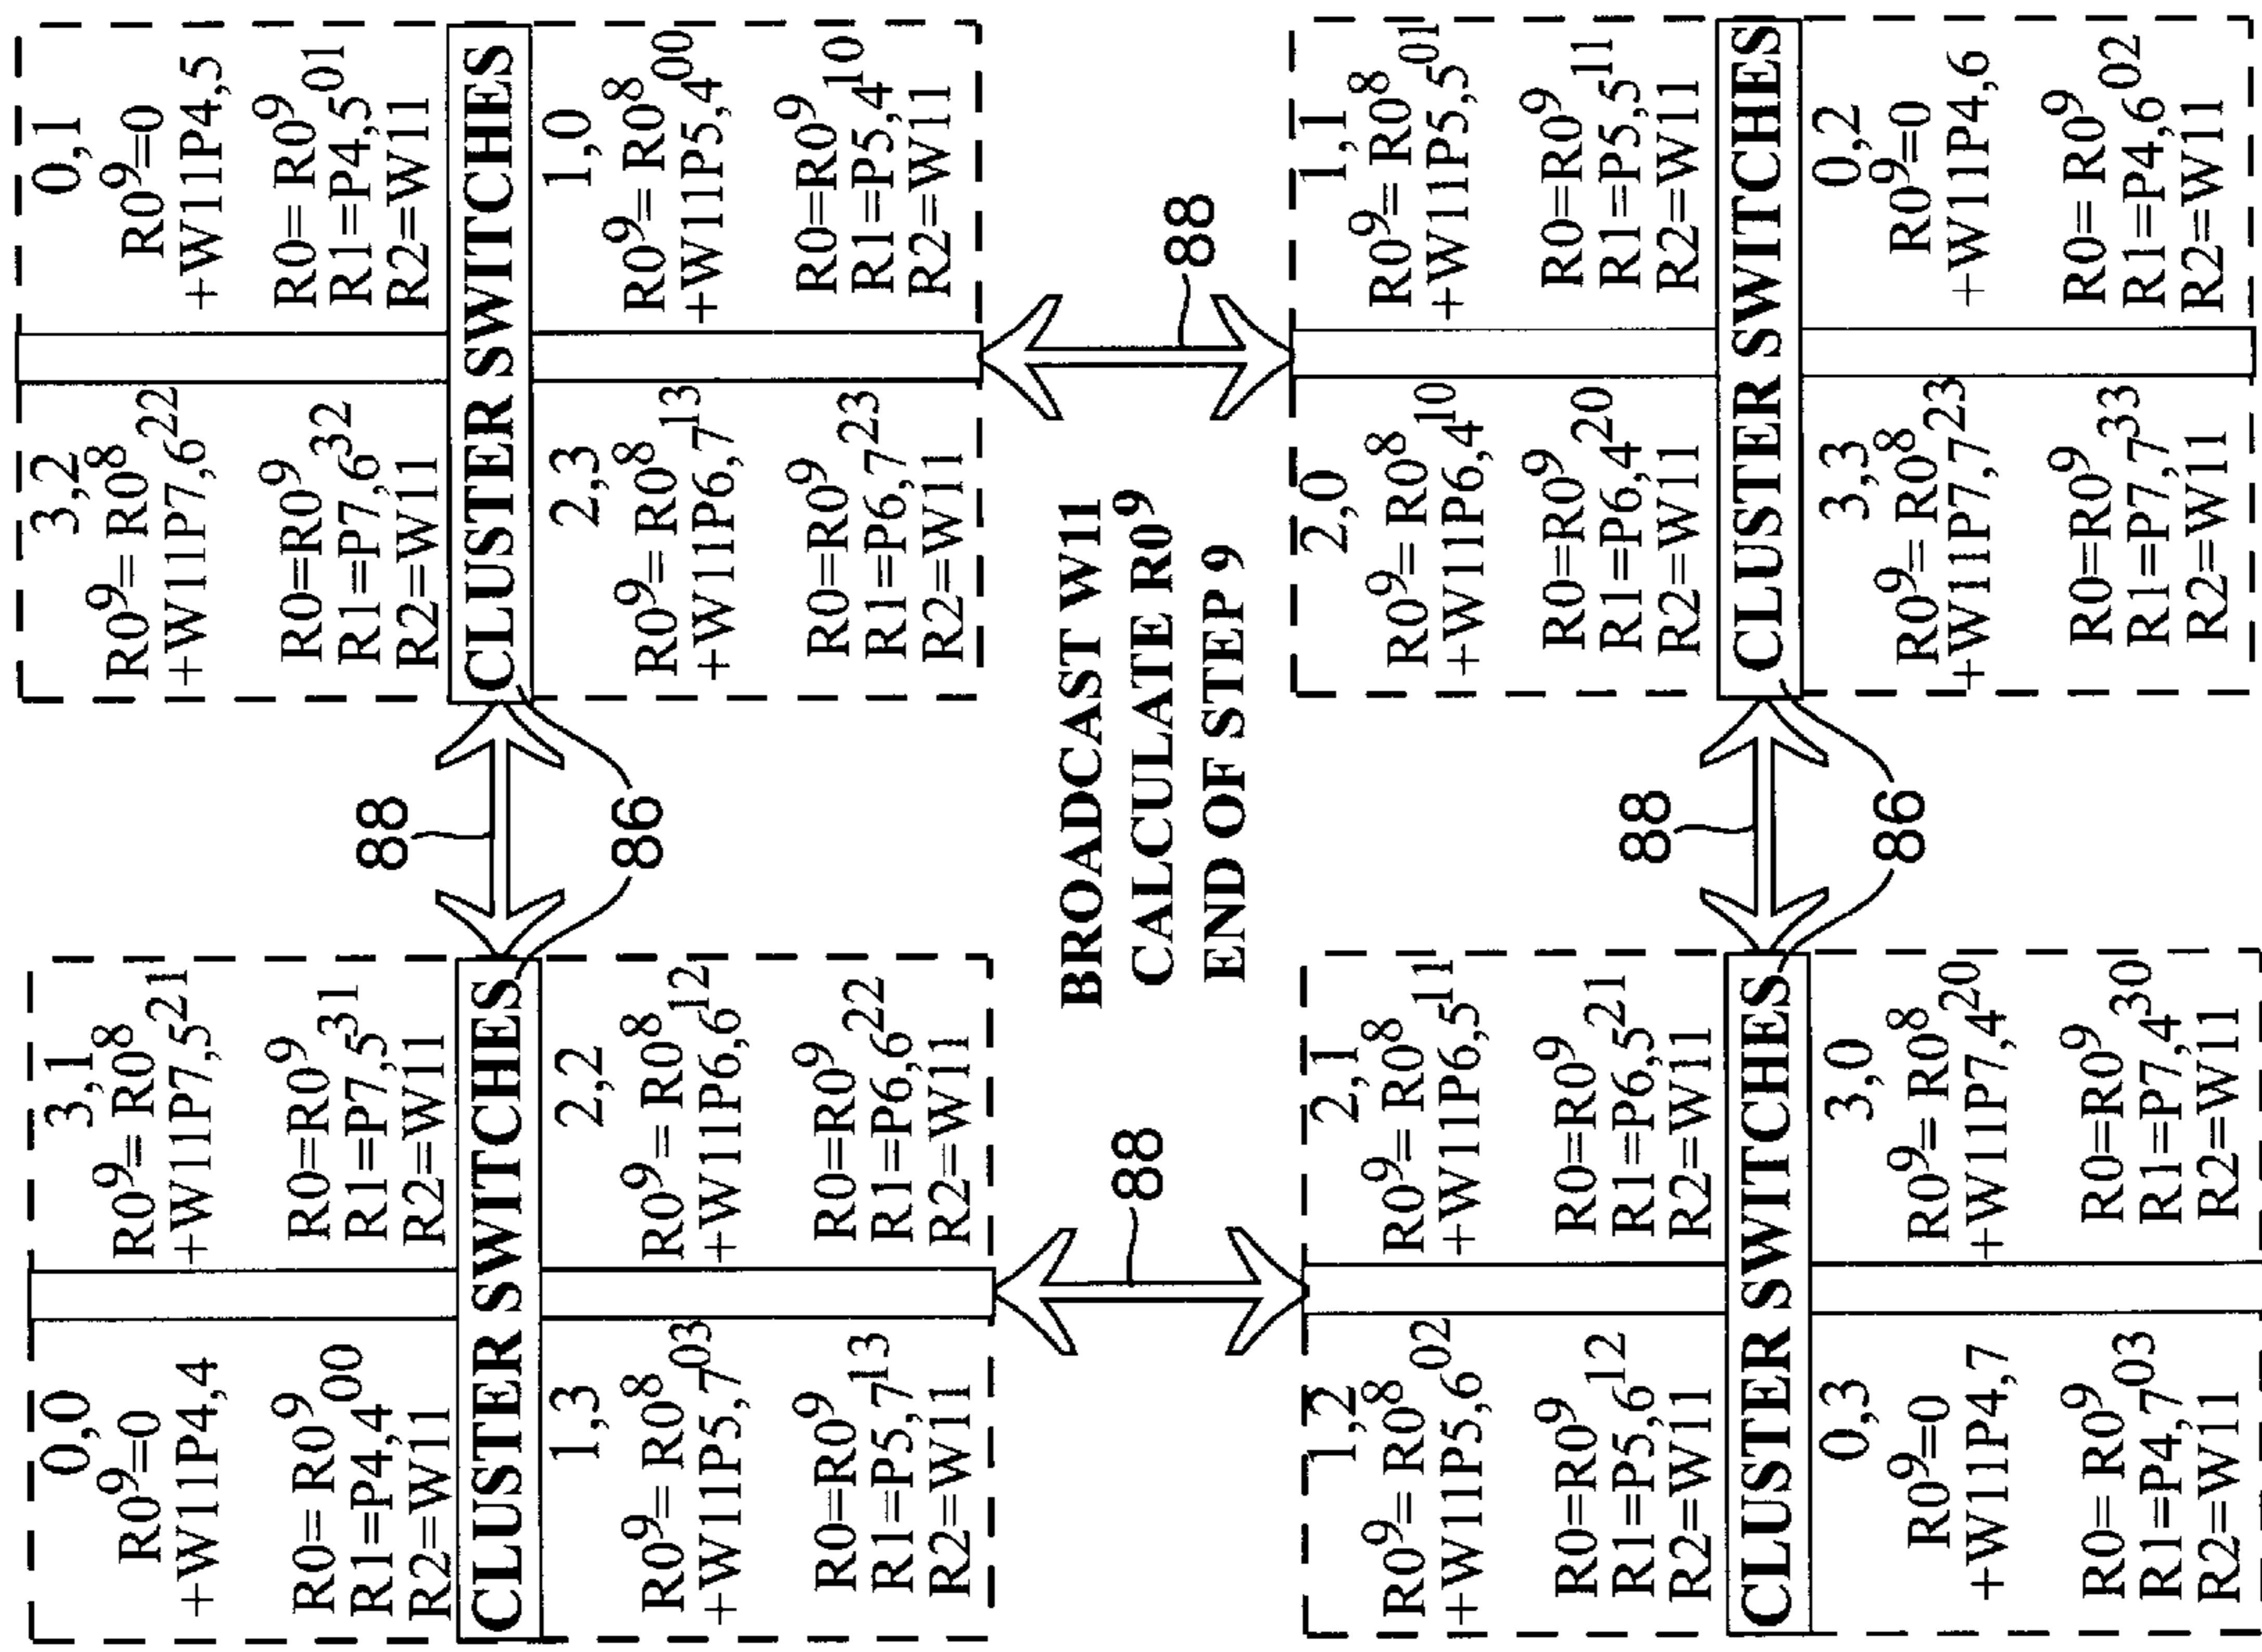 0,0
R0⁹=0
+W11P4,4
R0= R0⁹
R1=P4,4⁰⁰
R2=W11
3,1
R0⁹= R0⁸
+W11P7,5²¹
R0=R0⁹
R1=P7,5³¹
R2=W11
CLUSTER SWITCHES
1,3
R0⁹= R0⁸
+W11P5,7⁰³
R0=R0⁹
R1=P5,7¹³
R2=W11
2,2
R0⁹= R0⁸
+W11P6,6¹²
R0=R0⁹
R1=P6,6²²
R2=W11
88
86
3,2
R0⁹= R0⁸
+W11P7,6²²
R0=R0⁹
R1=P7,6³²
R2=W11
0,1
R0⁹=0
+W11P4,5
R0= R0⁹
R1=P4,5⁰¹
R2=W11
CLUSTER SWITCHES
2,3
R0⁹= R0⁸
+W11P6,7¹³
R0=R0⁹
R1=P6,7²³
R2=W11
1,0
R0⁹= R0⁸
+W11P5,4⁰⁰
R0=R0⁹
R1=P5,4¹⁰
R2=W11
88
BROADCAST W11
CALCULATE R0⁹
END OF STEP 9
88
1,2
R0⁹= R0⁸
+W11P5,6⁰²
R0=R0⁹
R1=P5,6¹²
R2=W11
2,1
R0⁹= R0⁸
+W11P6,5¹¹
R0=R0⁹
R1=P6,5²¹
R2=W11
CLUSTER SWITCHES
0,3
R0⁹=0
+W11P4,7
R0= R0⁹
R1=P4,7⁰³
R2=W11
3,0
R0⁹= R0⁸
+W11P7,4²⁰
R0=R0⁹
R1=P7,4³⁰
R2=W11
88
86
2,0
R0⁹= R0⁸
+W11P6,4¹⁰
R0=R0⁹
R1=P6,4²⁰
R2=W11
1,1
R0⁹= R0⁸
+W11P5,5⁰¹
R0=R0⁹
R1=P5,5¹¹
R2=W11
CLUSTER SWITCHES
3,3
R0⁹= R0⁸
+W11P7,7²³
R0=R0⁹
R1=P7,7³³
R2=W11
0,2
R0⁹=0
+W11P4,6
R0= R0⁹
R1=P4,6⁰²
R2=W11